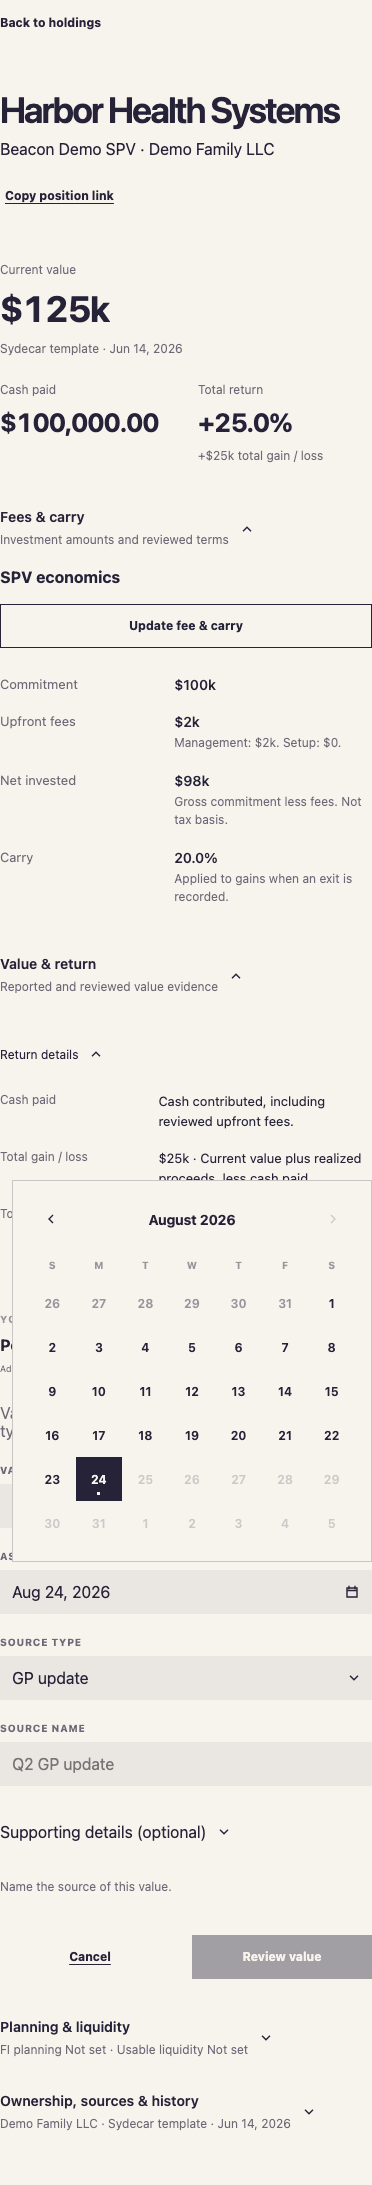 Back to holdings
Harbor Health Systems
Beacon Demo SPV · Demo Family LLC
Copy position link
Current value
$125k
Sydecar template · Jun 14, 2026
Cash paid
Total return
$100,000.00
+25.0%
+$25k total gain / loss
Fees & carry
Investment amounts and reviewed terms
SPV economics
Update fee & carry
Commitment
$100k
Upfront fees
$2k
Management: $2k. Setup: $0.
Net invested
$98k
Gross commitment less fees. Not
tax basis.
Carry
20.0%
Applied to gains when an exit is
recorded.
Value & return
Reported and reviewed value evidence
Return details
Cash paid
Cash contributed, including
reviewed upfront fees.
Total gain / loss
$25k · Current value plus realized
proceeds, less cash paid
August 2026
S M T W T F S
26 27 28 29 30 31 1
2 3 4 5 6 7 8
9 10 11 12 13 14 15
16 17 18 19 20 21 22
23 24 25 26 27 28 29
30 31 1 2 3 4 5
Aug 24, 2026
SOURCE TYPE
GP update
SOURCE NAME
Q2 GP update
Supporting details (optional)
Name the source of this value.
Cancel
Review value
Planning & liquidity
FI planning Not set · Usable liquidity Not set
Ownership, sources & history
Demo Family LLC · Sydecar template · Jun 14, 2026